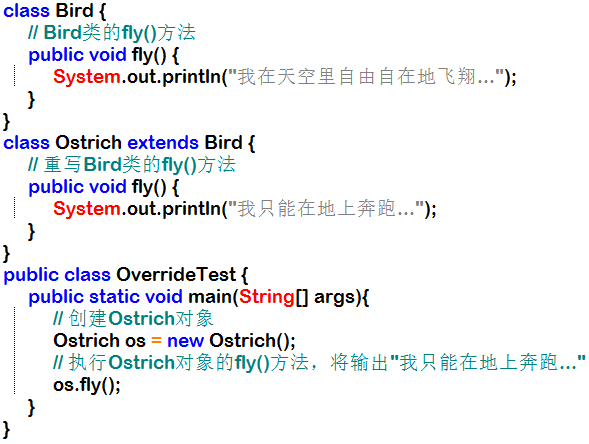 class Bird {
// Bird类的fly()方法
public void fly() {
System.out.println("我在天空里自由自在地飞翔...");
}
}
class Ostrich extends Bird {
// 重写Bird类的fly()方法
public void fly() {
System.out.println("我只能在地上奔跑...");
}
}
public class OverrideTest {
public static void main(String[] args){
// 创建Ostrich对象
Ostrich os = new Ostrich();
// 执行Ostrich对象的fly()方法，将输出"我只能在地上奔跑..."
os.fly();
}
}